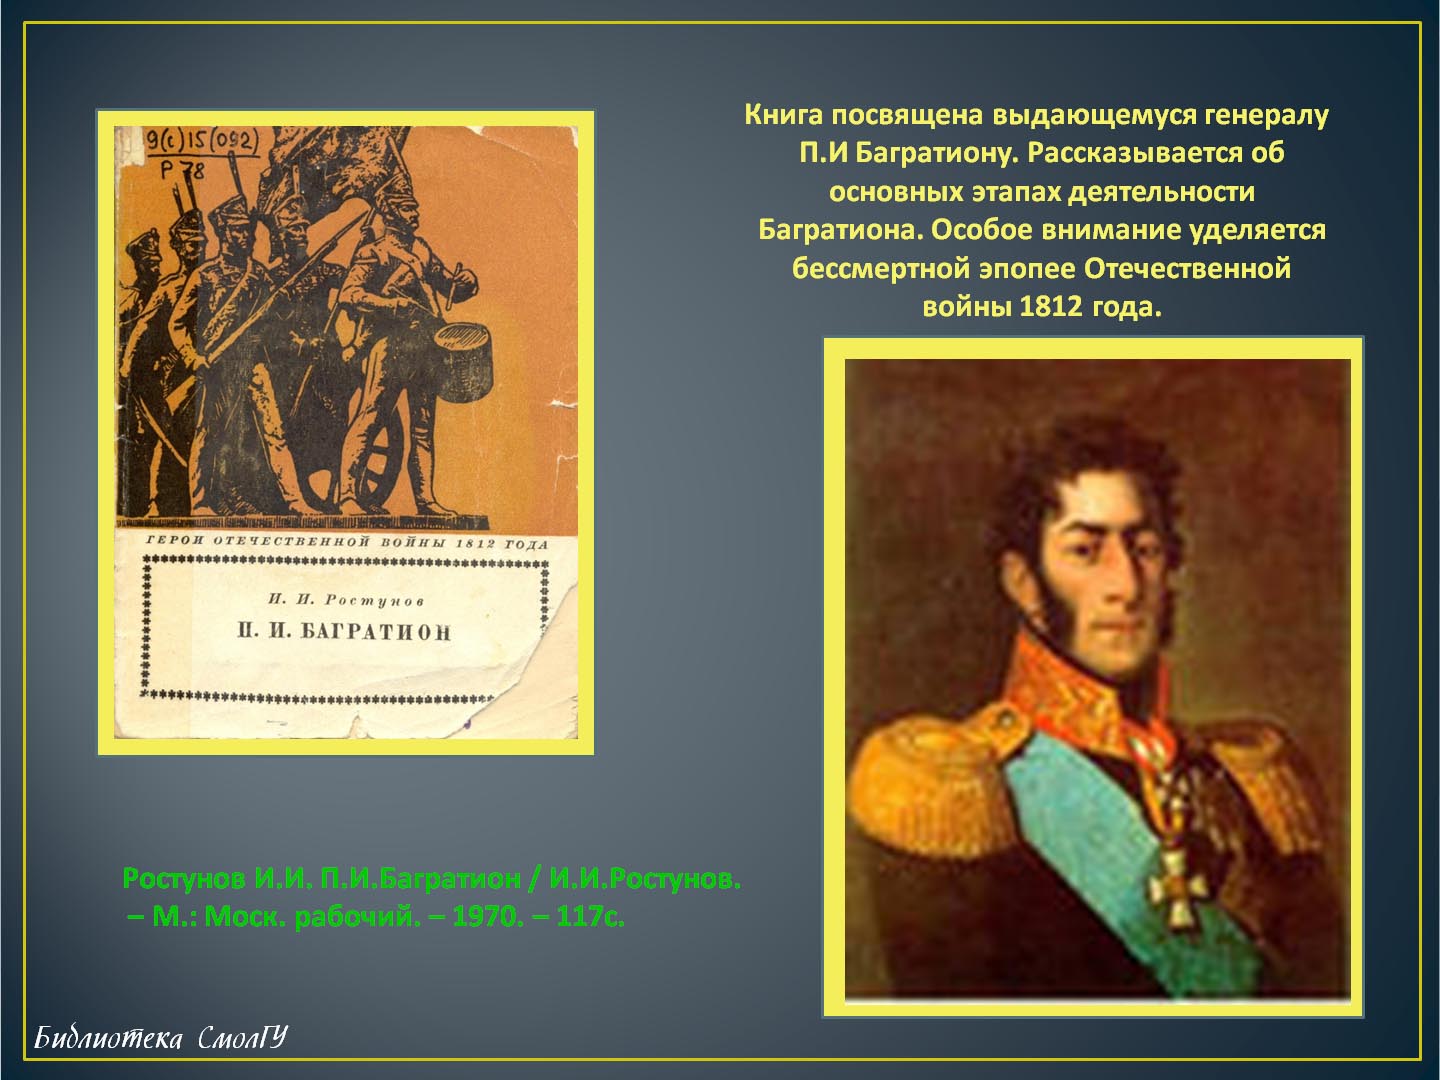 9(с)15(092)
Р 78
ГЕРОИ ОТЕЧЕСТВЕННОЙ ВОЙНЫ 1812 ГОДА
И. И. Ростунов
П. И. БАГРАТИОН
Книга посвящена выдающемуся генералу
П.И Багратиону. Рассказывается об
основных этапах деятельности
Багратиона. Особое внимание уделяется
бессмертной эпопее Отечественной
войны 1812 года.
Ростунов И.И. П.И.Багратион / И.И.Ростунов.
– М.: Моск. рабочий. – 1970. – 117с.
Библиотека СмолГУ